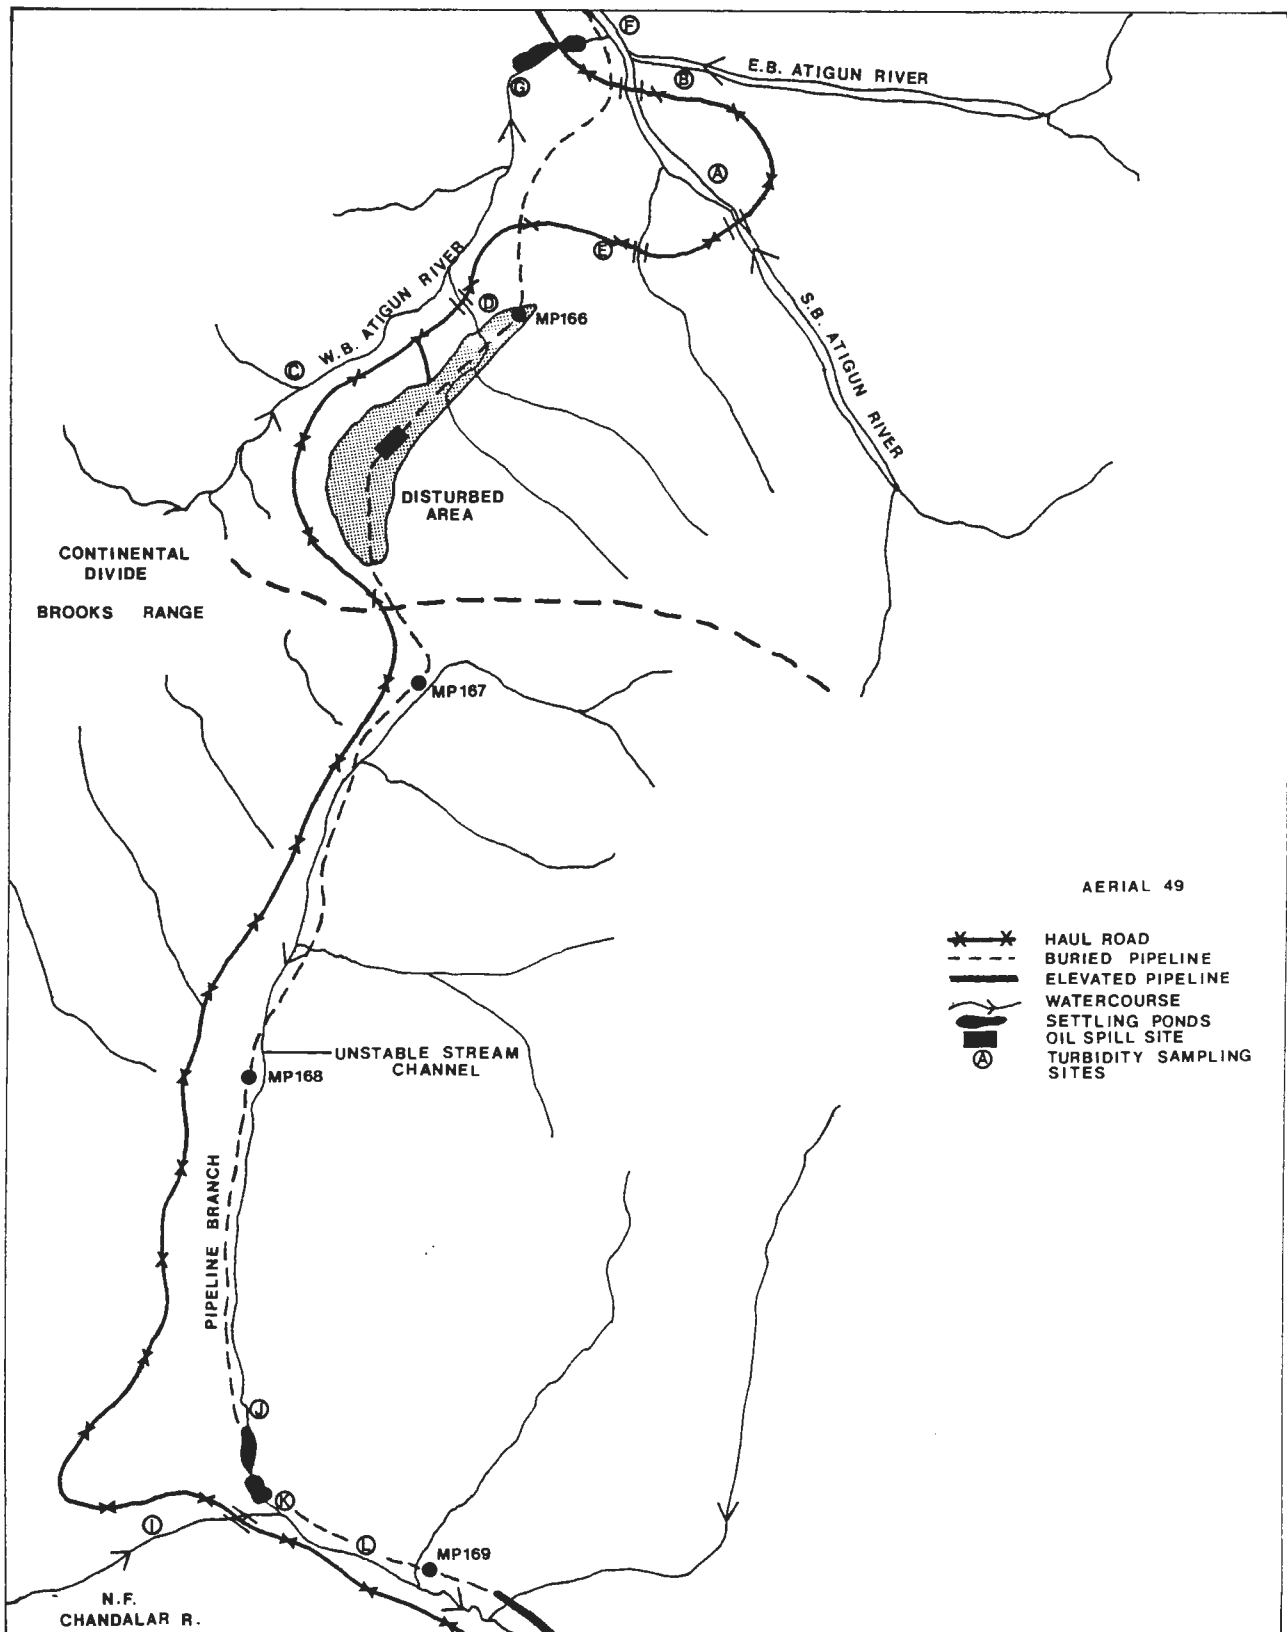 F
E.B. ATIGUN RIVER
B
G
A
E
W.B. ATIGUN RIVER
D
MP166
S.B. ATIGUN RIVER
C
DISTURBED
AREA
CONTINENTAL
DIVIDE
BROOKS RANGE
MP167
AERIAL 49
HAUL ROAD
BURIED PIPELINE
ELEVATED PIPELINE
WATERCOURSE
SETTLING PONDS
OIL SPILL SITE
A TURBIDITY SAMPLING
SITES
UNSTABLE STREAM
CHANNEL
MP168
PIPELINE BRANCH
J
K
I
L
MP169
N.F.
CHANDALAR R.